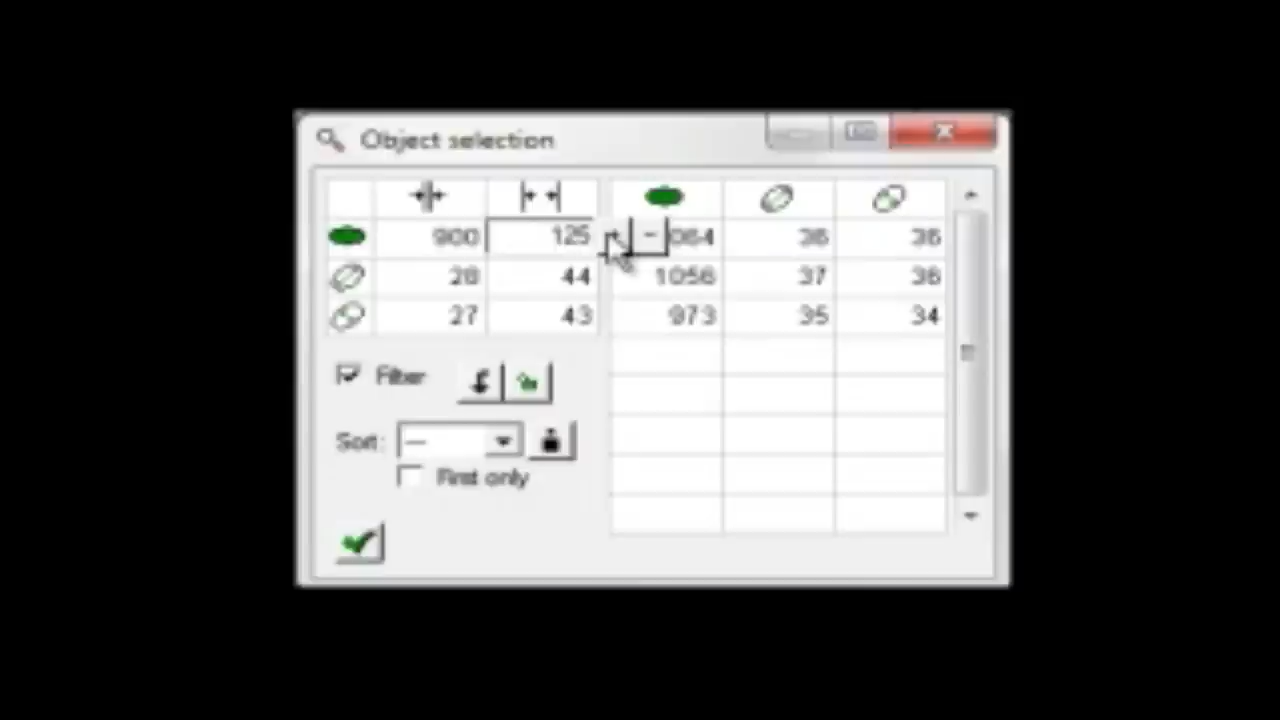 Object selection
900 125 + - 064 36 36
28 44 1056 37 36
27 43 973 35 34
Filter
Sort: ---
First only